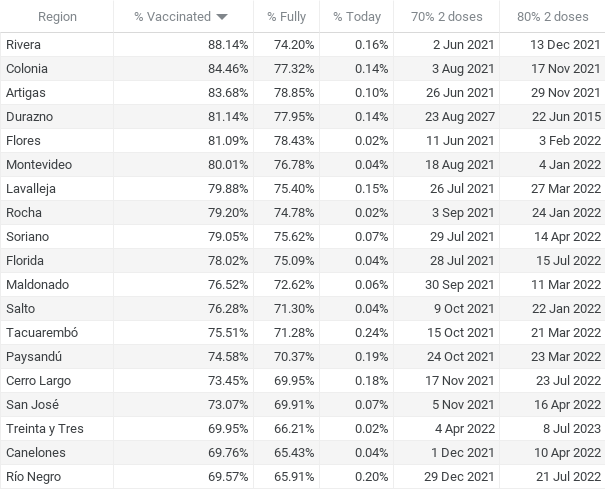 Region % Vaccinated % Fully % Today 70% 2 doses 80% 2 doses
Rivera 88.14% 74.20% 0.16% 2 Jun 2021 13 Dec 2021
Colonia 84.46% 77.32% 0.14% 3 Aug 2021 17 Nov 2021
Artigas 83.68% 78.85% 0.10% 26 Jun 2021 29 Nov 2021
Durazno 81.14% 77.95% 0.14% 23 Aug 2027 22 Jun 2015
Flores 81.09% 78.43% 0.02% 11 Jun 2021 3 Feb 2022
Montevideo 80.01% 76.78% 0.04% 18 Aug 2021 4 Jan 2022
Lavalleja 79.88% 75.40% 0.15% 26 Jul 2021 27 Mar 2022
Rocha 79.20% 74.78% 0.02% 3 Sep 2021 24 Jan 2022
Soriano 79.05% 75.62% 0.07% 29 Jul 2021 14 Apr 2022
Florida 78.02% 75.09% 0.04% 28 Jul 2021 15 Jul 2022
Maldonado 76.52% 72.62% 0.06% 30 Sep 2021 11 Mar 2022
Salto 76.28% 71.30% 0.04% 9 Oct 2021 22 Jan 2022
Tacuarembó 75.51% 71.28% 0.24% 15 Oct 2021 21 Mar 2022
Paysandú 74.58% 70.37% 0.19% 24 Oct 2021 23 Mar 2022
Cerro Largo 73.45% 69.95% 0.18% 17 Nov 2021 23 Jul 2022
San José 73.07% 69.91% 0.07% 5 Nov 2021 16 Apr 2022
Treinta y Tres 69.95% 66.21% 0.02% 4 Apr 2022 8 Jul 2023
Canelones 69.76% 65.43% 0.04% 1 Dec 2021 10 Apr 2022
Río Negro 69.57% 65.91% 0.20% 29 Dec 2021 21 Jul 2022